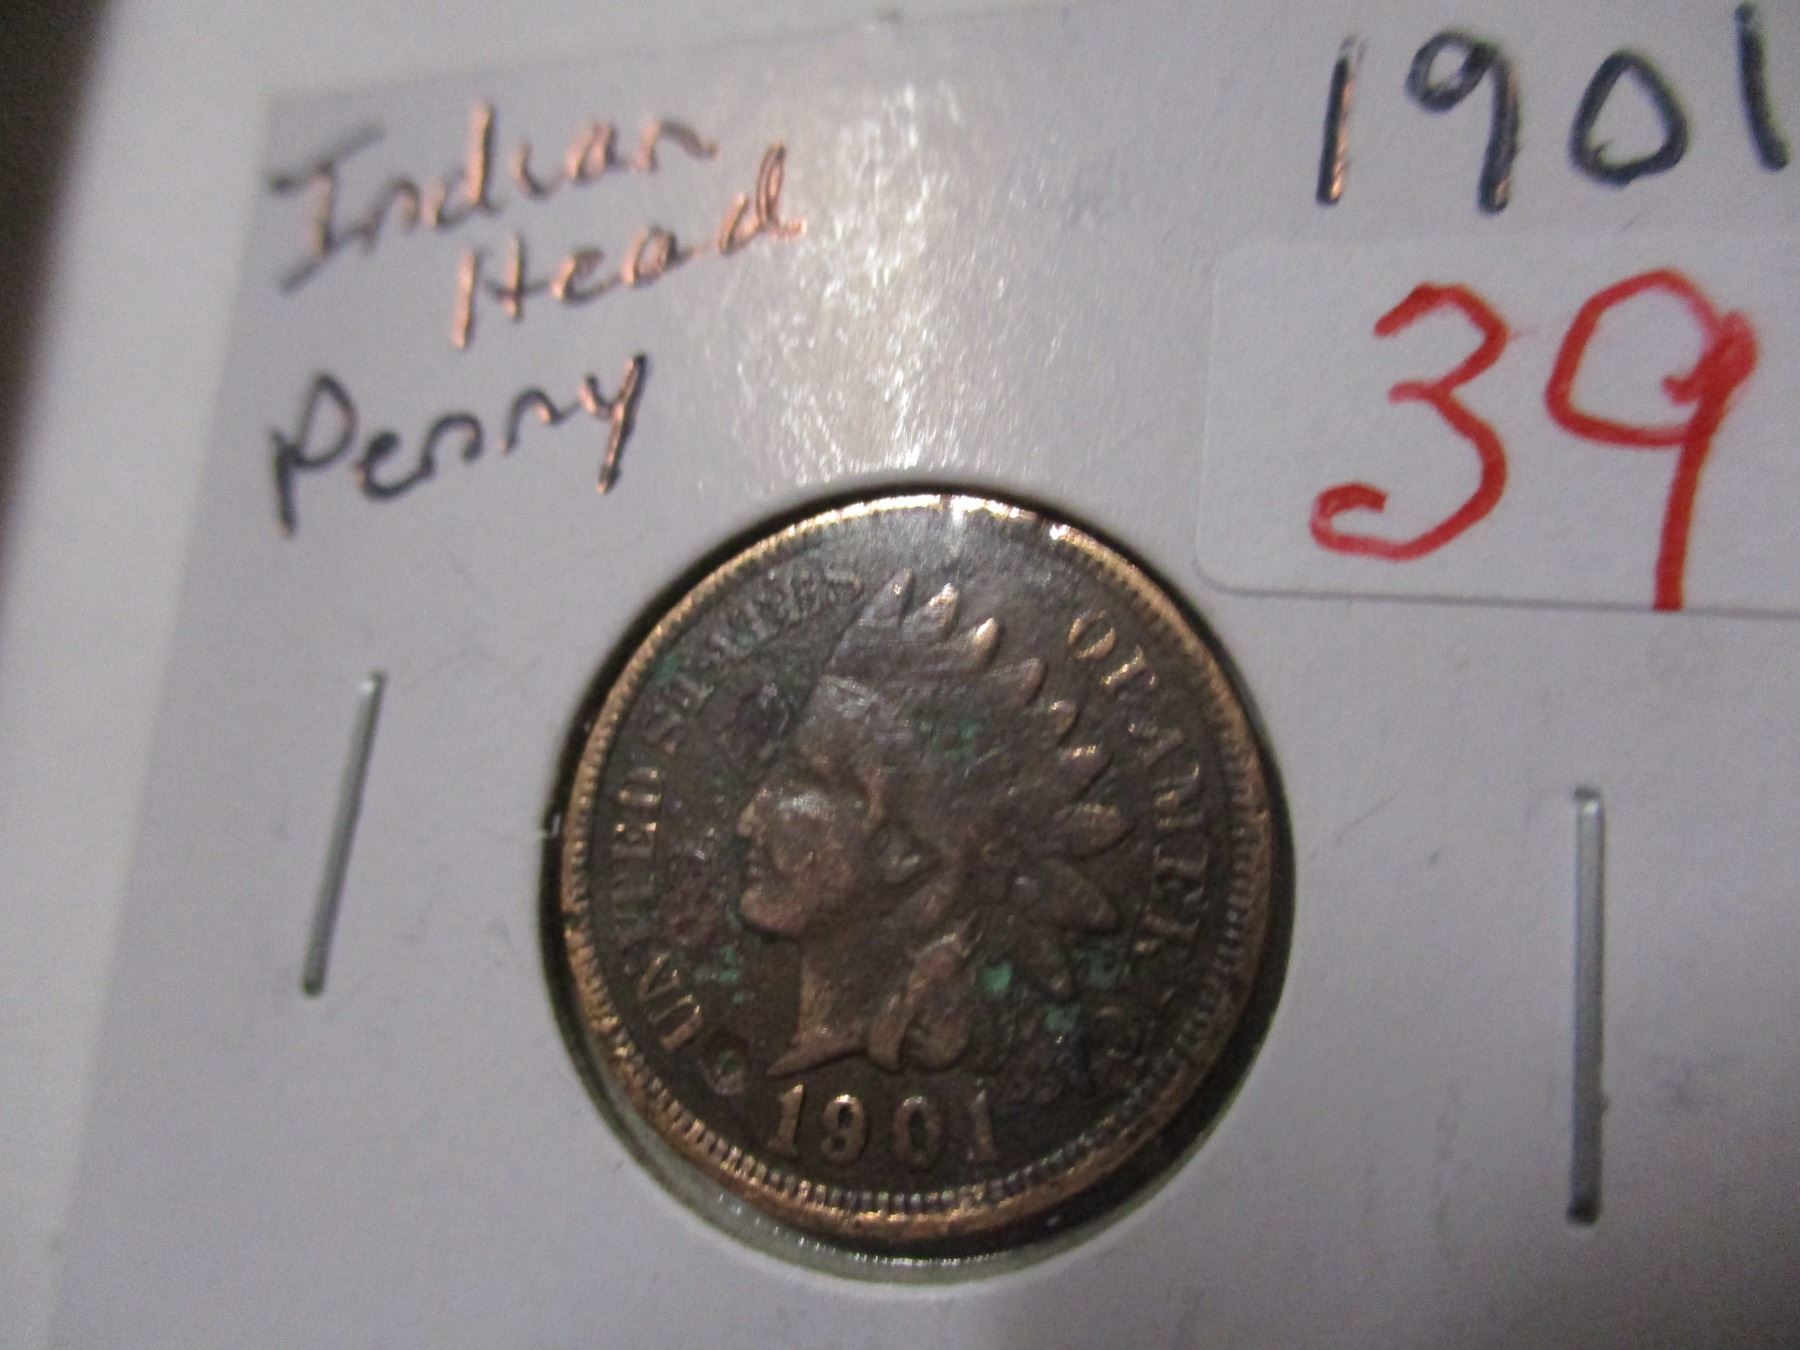 Indian
Head
Penny
1901
39
UNITED STATES OF AMERICA
1901